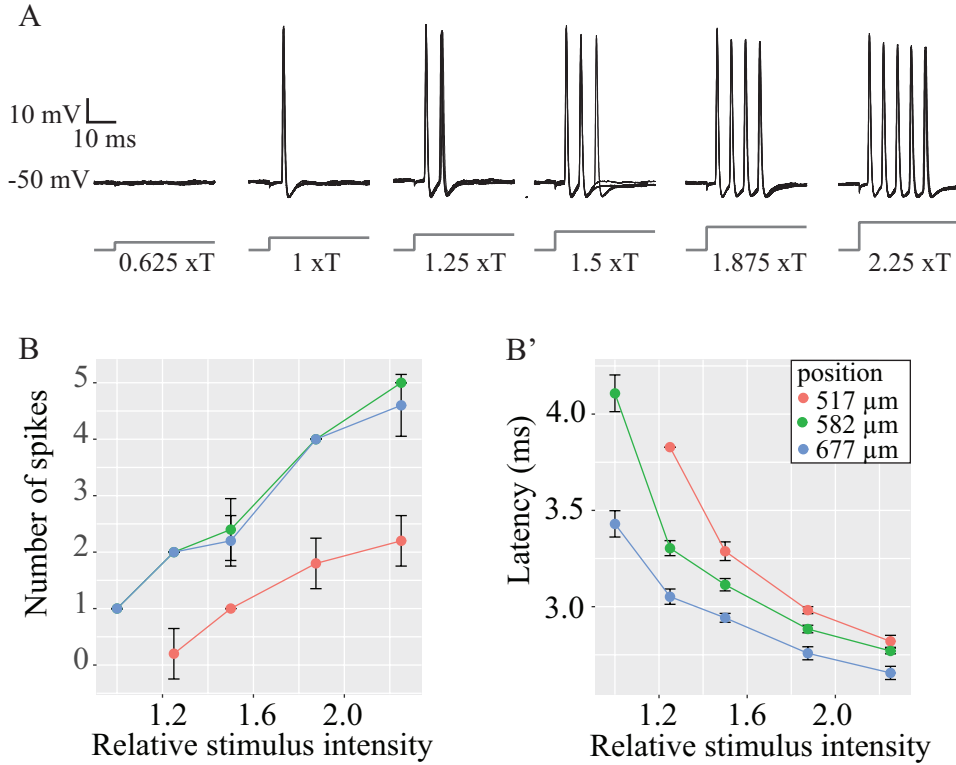 A
10 mV
10 ms
-50 mV
0.625 xT
1 xT
1.25 xT
1.5 xT
1.875 xT
2.25 xT
B
Number of spikes
5
4
3
2
1
0
1.2
1.6
2.0
Relative stimulus intensity
B’
Latency (ms)
4.0
3.5
3.0
1.2
1.6
2.0
Relative stimulus intensity
position
517 µm
582 µm
677 µm